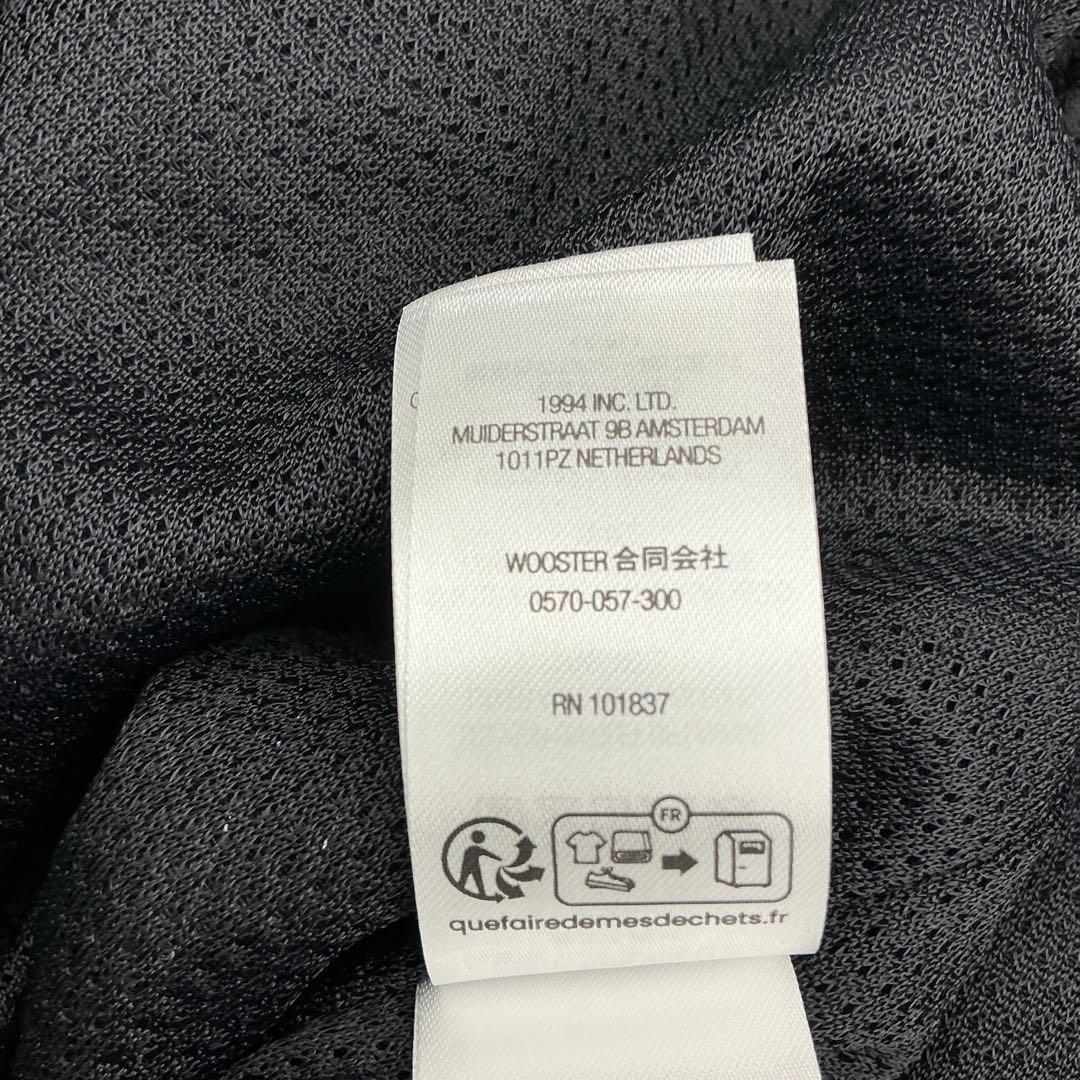 1994 INC. LTD.
MUIDERSTRAAT 9B AMSTERDAM
1011PZ NETHERLANDS
WOOSTER 合同会社
0570-057-300
RN 101837
FR
quefairedemesdechets.fr